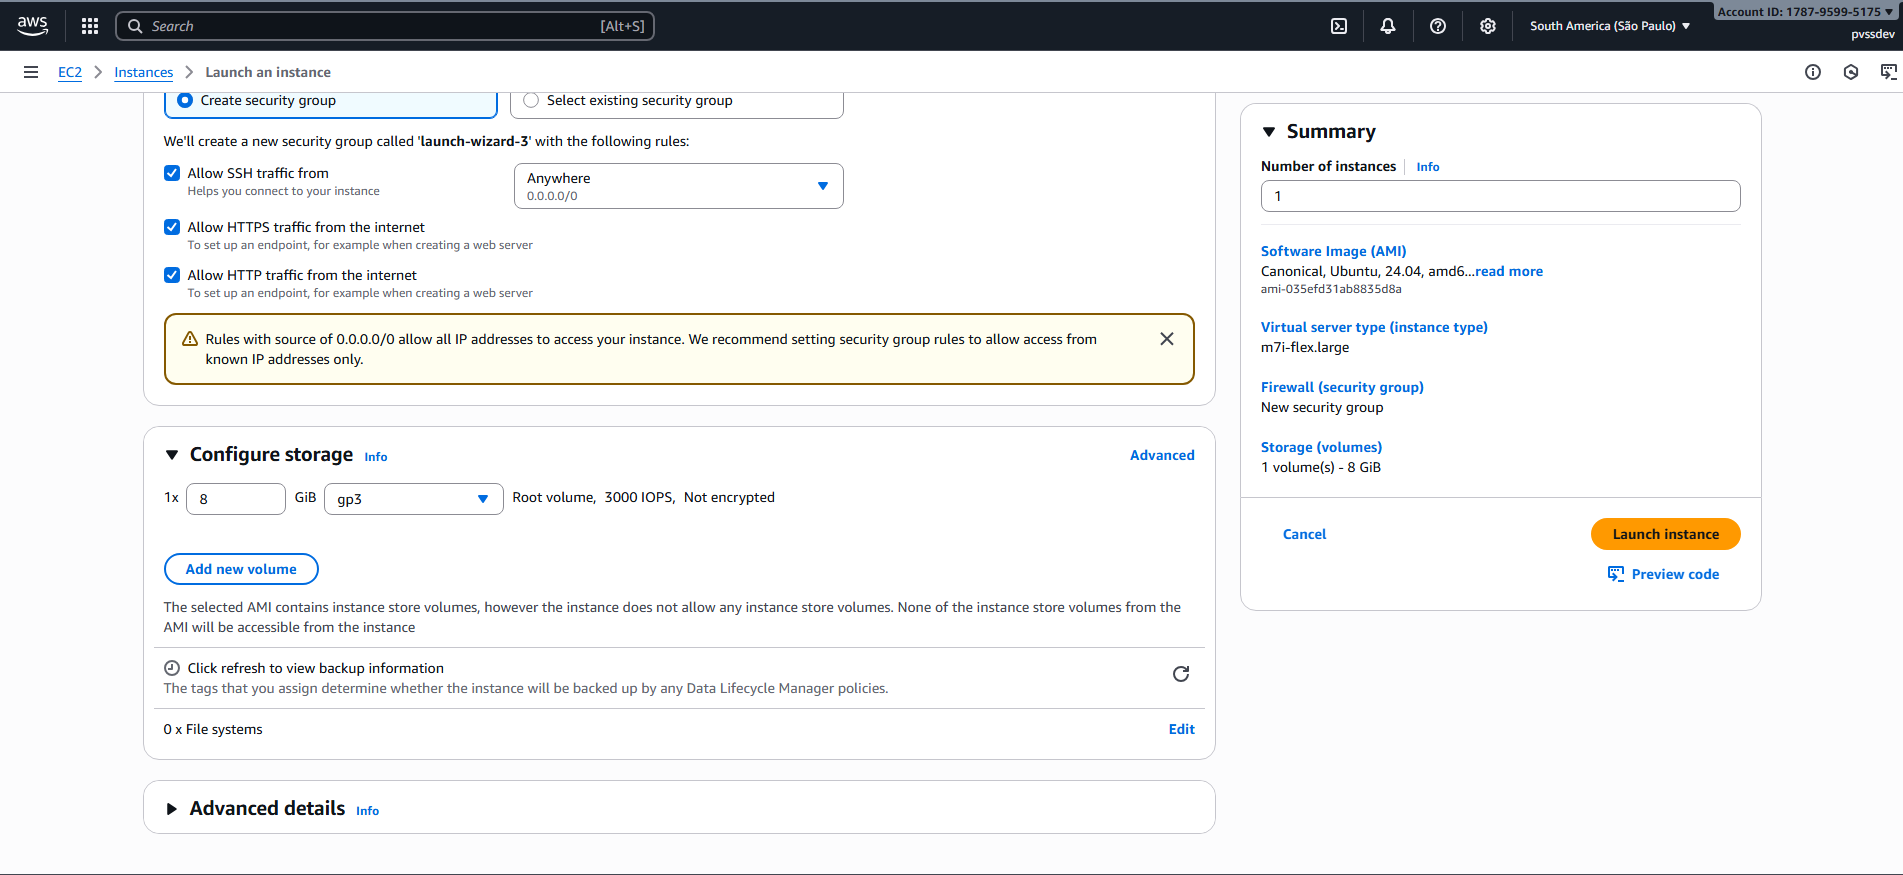 aws
Search
[Alt+S]
South America (São Paulo)
Account ID: 1787-9599-5175
pvssdev
EC2
Instances
Launch an instance
Create security group
Select existing security group
We'll create a new security group called 'launch-wizard-3' with the following rules:
Allow SSH traffic from
Helps you connect to your instance
Anywhere
0.0.0.0/0
Allow HTTPS traffic from the internet
To set up an endpoint, for example when creating a web server
Allow HTTP traffic from the internet
To set up an endpoint, for example when creating a web server
Rules with source of 0.0.0.0/0 allow all IP addresses to access your instance. We recommend setting security group rules to allow access from
known IP addresses only.
Configure storage Info
Advanced
1x 8 GiB gp3 Root volume, 3000 IOPS, Not encrypted
Add new volume
The selected AMI contains instance store volumes, however the instance does not allow any instance store volumes. None of the instance store volumes from the
AMI will be accessible from the instance
Click refresh to view backup information
The tags that you assign determine whether the instance will be backed up by any Data Lifecycle Manager policies.
0 x File systems
Edit
Advanced details Info
Summary
Number of instances Info
1
Software Image (AMI)
Canonical, Ubuntu, 24.04, amd6...read more
ami-035efd31ab8835d8a
Virtual server type (instance type)
m7i-flex.large
Firewall (security group)
New security group
Storage (volumes)
1 volume(s) - 8 GiB
Cancel
Launch instance
Preview code